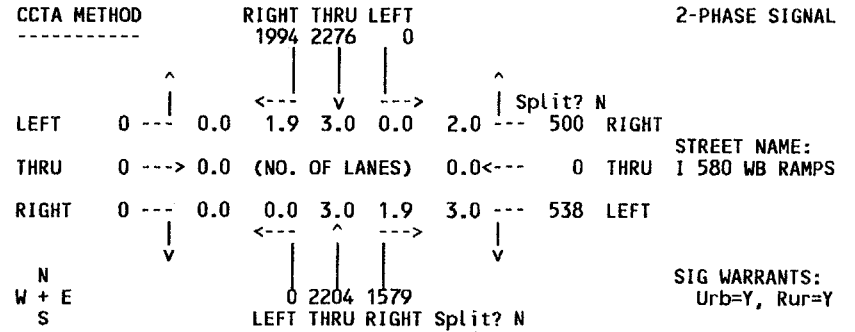 CCTA METHOD RIGHT THRU LEFT 2-PHASE SIGNAL
----------- 1994 2276 0
^ ^
<--- v ---> Split? N
LEFT 0 --- 0.0 1.9 3.0 0.0 2.0 --- 500 RIGHT
STREET NAME:
THRU 0 ---> 0.0 (NO. OF LANES) 0.0<--- 0 THRU I 580 WB RAMPS
RIGHT 0 --- 0.0 0.0 3.0 1.9 3.0 --- 538 LEFT
<--- ^ --->
v v
N SIG WARRANTS:
W + E 0 2204 1579 Urb=Y, Rur=Y
S LEFT THRU RIGHT Split? N